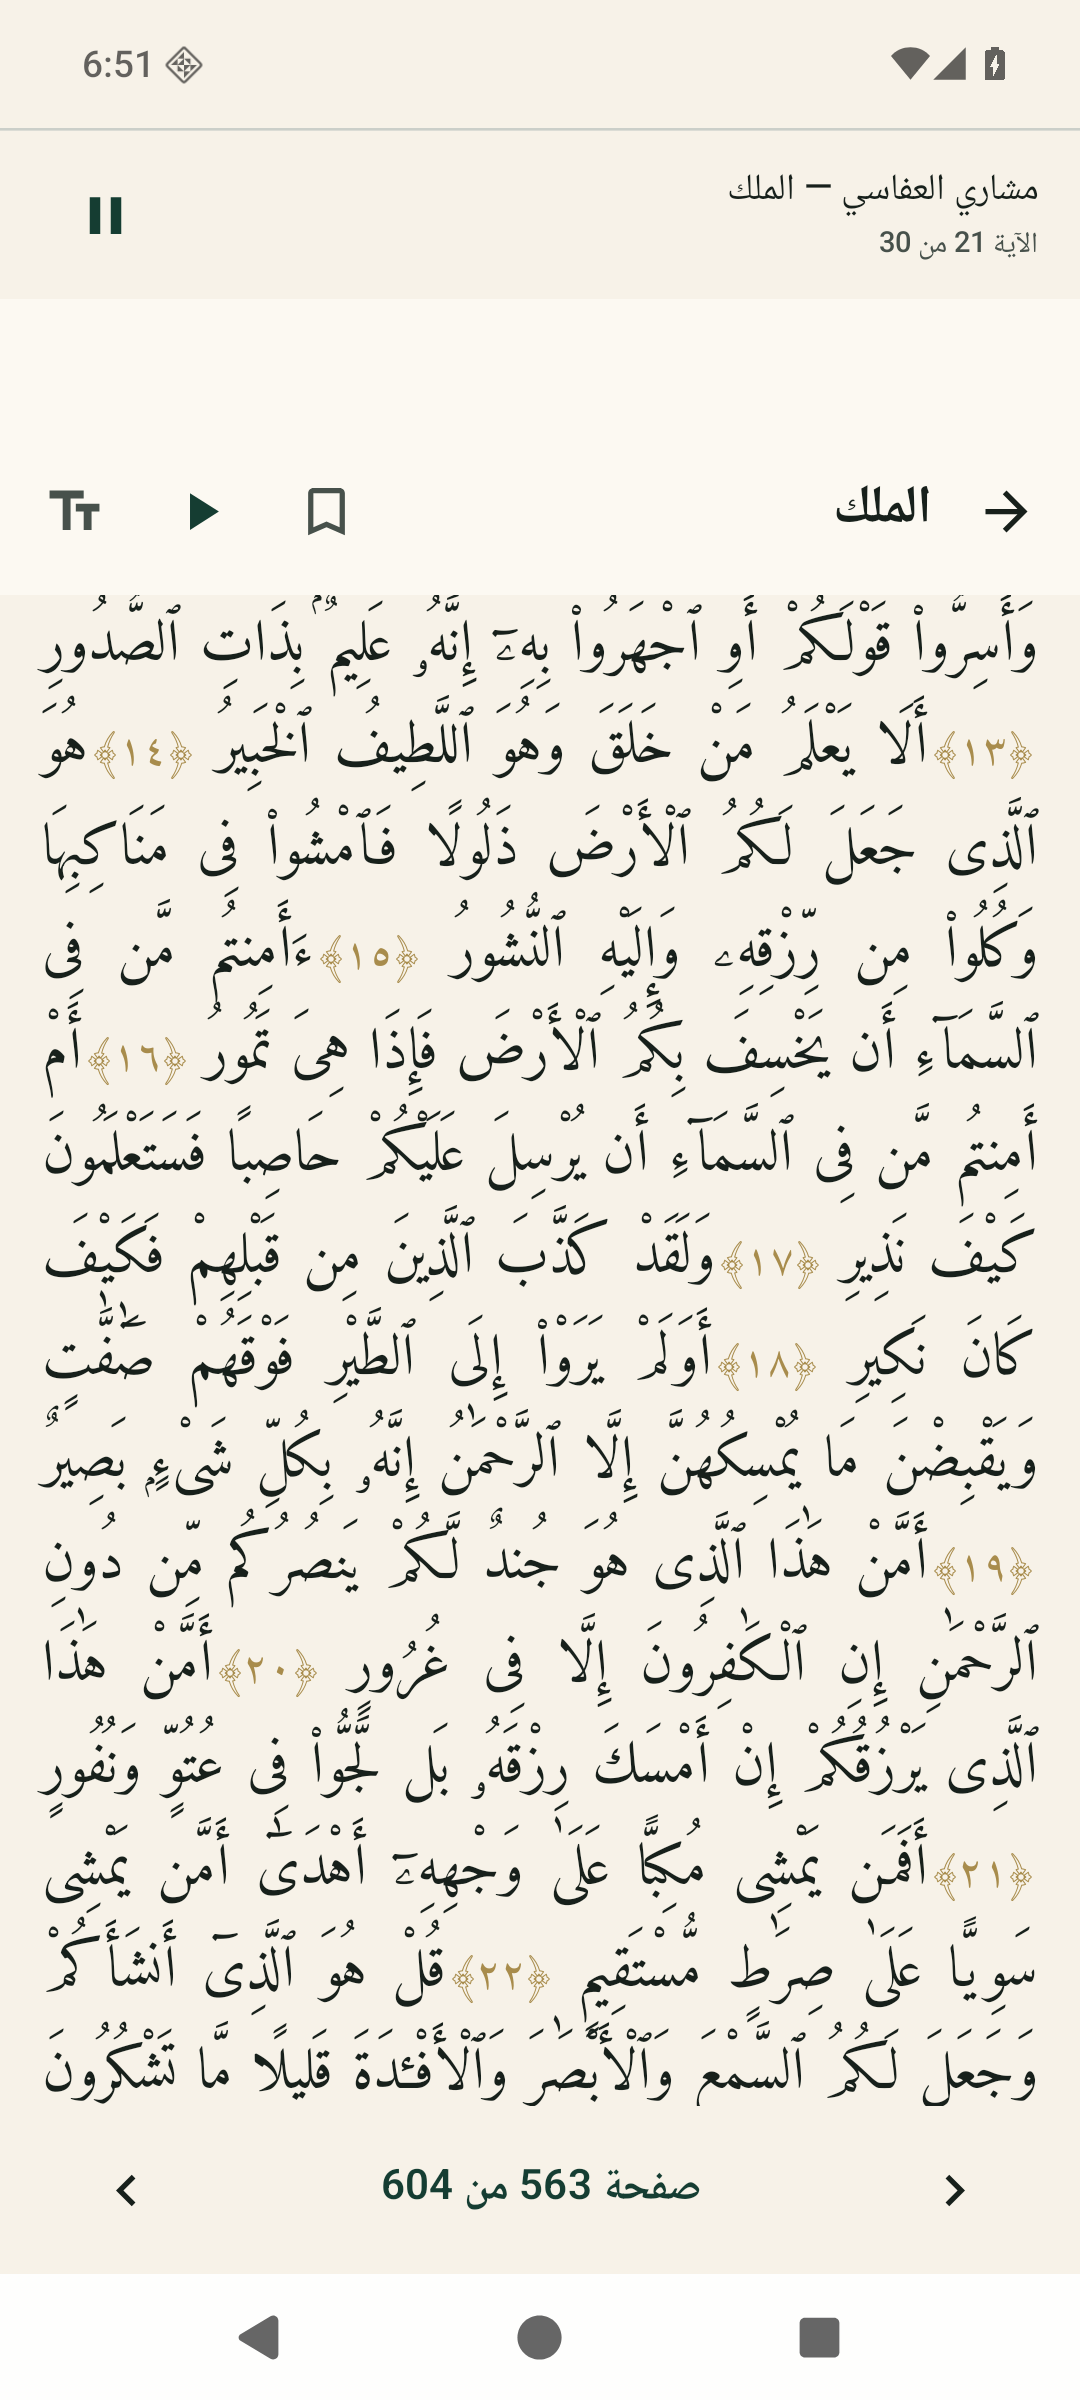 6:51
مشاري العفاسي — الملك
الآية 21 من 30
الملك
وَأَسِرُّوا۟ قَوْلَكُمْ أَوِ ٱجْهَرُوا۟ بِهِۦٓ إِنَّهُۥ عَلِيمٌۢ بِذَاتِ ٱلصُّدُورِ
﴿١٣﴾ أَلَا يَعْلَمُ مَنْ خَلَقَ وَهُوَ ٱللَّطِيفُ ٱلْخَبِيرُ ﴿١٤﴾ هُوَ
ٱلَّذِى جَعَلَ لَكُمُ ٱلْأَرْضَ ذَلُولًا فَٱمْشُوا۟ فِى مَنَاكِبِهَا
وَكُلُوا۟ مِن رِّزْقِهِۦ وَإِلَيْهِ ٱلنُّشُورُ ﴿١٥﴾ ءَأَمِنتُم مَّن فِى
ٱلسَّمَآءِ أَن يَخْسِفَ بِكُمُ ٱلْأَرْضَ فَإِذَا هِىَ تَمُورُ ﴿١٦﴾ أَمْ
أَمِنتُم مَّن فِى ٱلسَّمَآءِ أَن يُرْسِلَ عَلَيْكُمْ حَاصِبًا فَسَتَعْلَمُونَ
كَيْفَ نَذِيرِ ﴿١٧﴾ وَلَقَدْ كَذَّبَ ٱلَّذِينَ مِن قَبْلِهِمْ فَكَيْفَ
كَانَ نَكِيرِ ﴿١٨﴾ أَوَلَمْ يَرَوْا۟ إِلَى ٱلطَّيْرِ فَوْقَهُمْ صَٰٓفَّٰتٍ
وَيَقْبِضْنَ مَا يُمْسِكُهُنَّ إِلَّا ٱلرَّحْمَٰنُ إِنَّهُۥ بِكُلِّ شَىْءٍۭ بَصِيرٌ
﴿١٩﴾ أَمَّنْ هَٰذَا ٱلَّذِى هُوَ جُندٌ لَّكُمْ يَنصُرُكُم مِّن دُونِ
ٱلرَّحْمَٰنِ إِنِ ٱلْكَٰفِرُونَ إِلَّا فِى غُرُورٍ ﴿٢٠﴾ أَمَّنْ هَٰذَا
ٱلَّذِى يَرْزُقُكُمْ إِنْ أَمْسَكَ رِزْقَهُۥ بَل لَّجُّوا۟ فِى عُتُوٍّ وَنُفُورٍ
﴿٢١﴾ أَفَمَن يَمْشِى مُكِبًّا عَلَىٰ وَجْهِهِۦٓ أَهْدَىٰٓ أَمَّن يَمْشِى
سَوِيًّا عَلَىٰ صِرَٰطٍ مُّسْتَقِيمٍ ﴿٢٢﴾ قُلْ هُوَ ٱلَّذِىٓ أَنشَأَكُمْ
وَجَعَلَ لَكُمُ ٱلسَّمْعَ وَٱلْأَبْصَٰرَ وَٱلْأَفْـِٔدَةَ قَلِيلًا مَّا تَشْكُرُونَ
صفحة 563 من 604